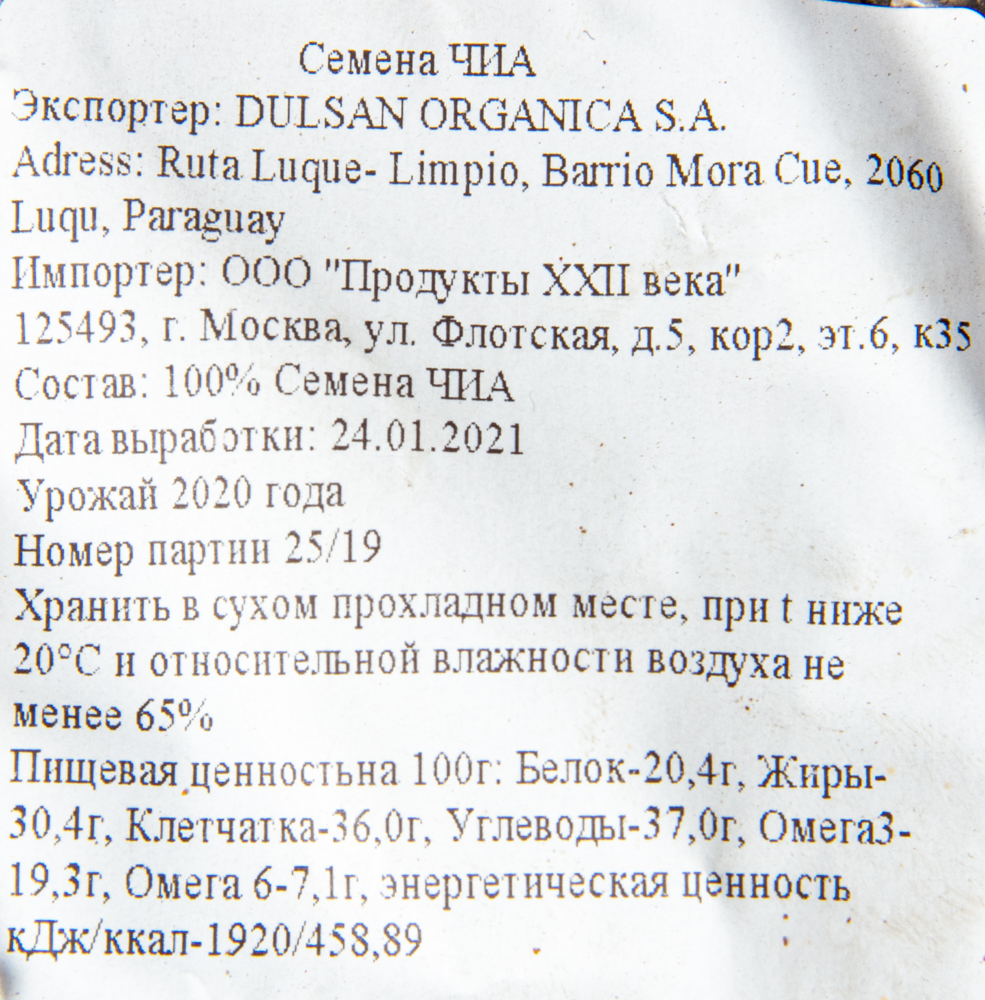 Семена ЧИА
Экспортер: DULSAN ORGANICA S.A.
Adress: Ruta Luque- Limpio, Barrio Mora Cue, 2060
Luqu, Paraguay
Импортер: ООО "Продукты XXII века"
125493, г. Москва, ул. Флотская, д.5, кор2, эт.6, к35
Состав: 100% Семена ЧИА
Дата выработки: 24.01.2021
Урожай 2020 года
Номер партии 25/19
Хранить в сухом прохладном месте, при t ниже
20°С и относительной влажности воздуха не
менее 65%
Пищевая ценностьна 100г: Белок-20,4г, Жиры-
30,4г, Клетчатка-36,0г, Углеводы-37,0г, Омега3-
19,3г, Омега 6-7,1г, энергетическая ценность
кДж/ккал-1920/458,89